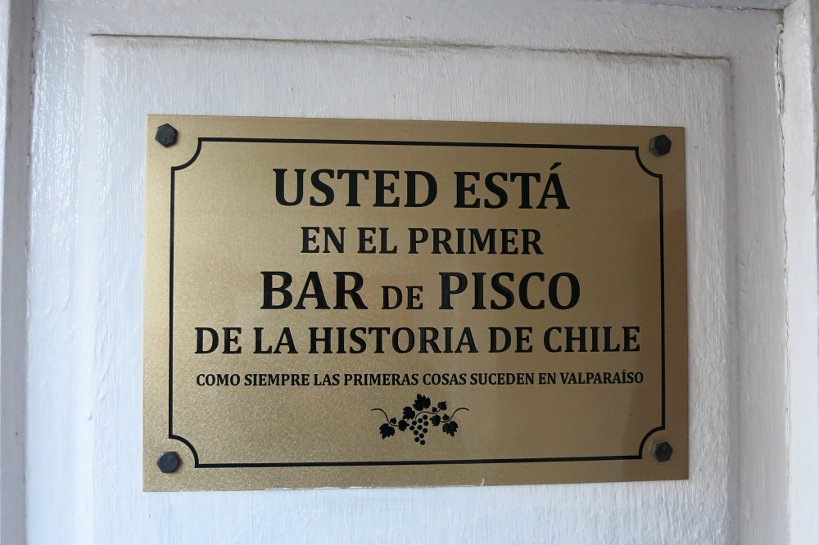 USTED ESTÁ
EN EL PRIMER
BAR DE PISCO
DE LA HISTORIA DE CHILE
COMO SIEMPRE LAS PRIMERAS COSAS SUCEDEN EN VALPARAÍSO